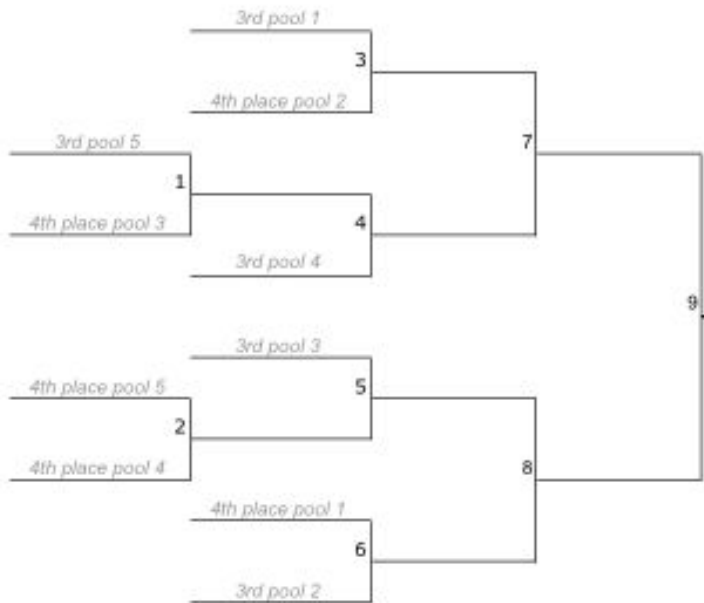 3rd pool 1
3
4th place pool 2
3rd pool 5
7
1
4th place pool 3
4
3rd pool 4
9
3rd pool 3
4th place pool 5
5
2
4th place pool 4
8
4th place pool 1
6
3rd pool 2